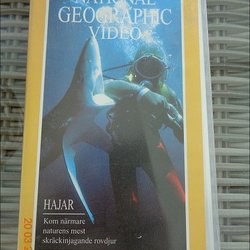 NATIONAL
GEOGRAPHIC
VIDEO
HAJAR
Kom närmare
naturens mest
skräckinjagande rovdjur